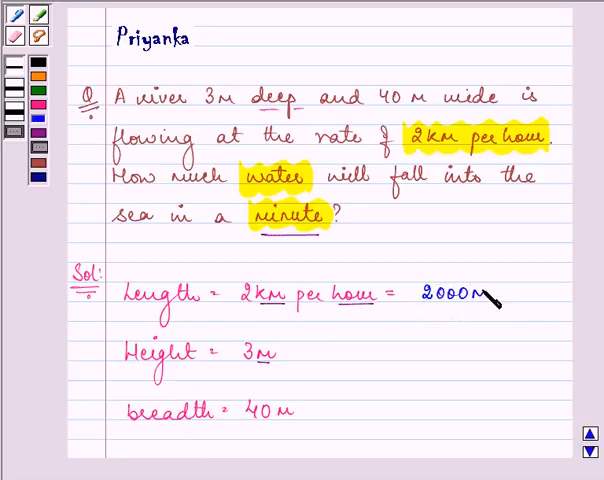 Priyanka
Q A river 3m deep and 40 m wide is
flowing at the rate of 2km per hour.
How much water will fall into the
sea in a minute?
Sol:
Length = 2km per hour = 2000m
Height = 3m
breadth = 40m